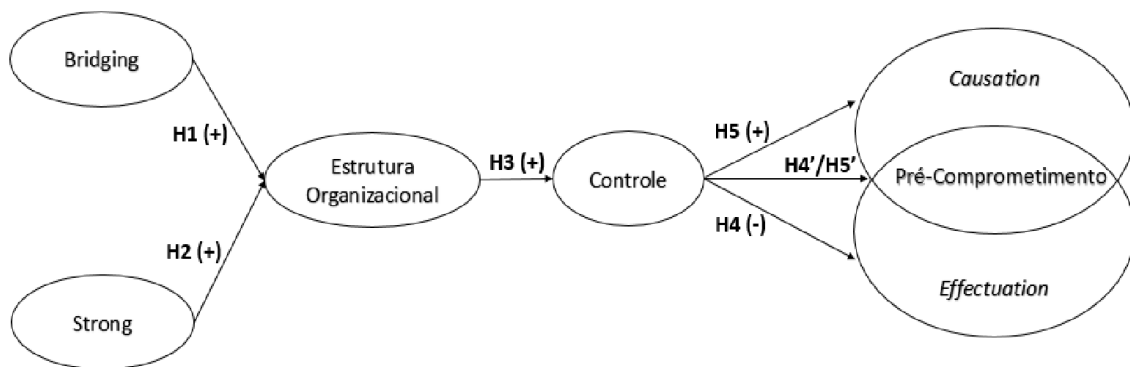 Bridging
H1 (+)
Estrutura
Organizacional
H2 (+)
Strong
H3 (+)
Controle
H5 (+)
H4’/H5’
H4 (-)
Causation
Pré-Comprometimento
Effectuation